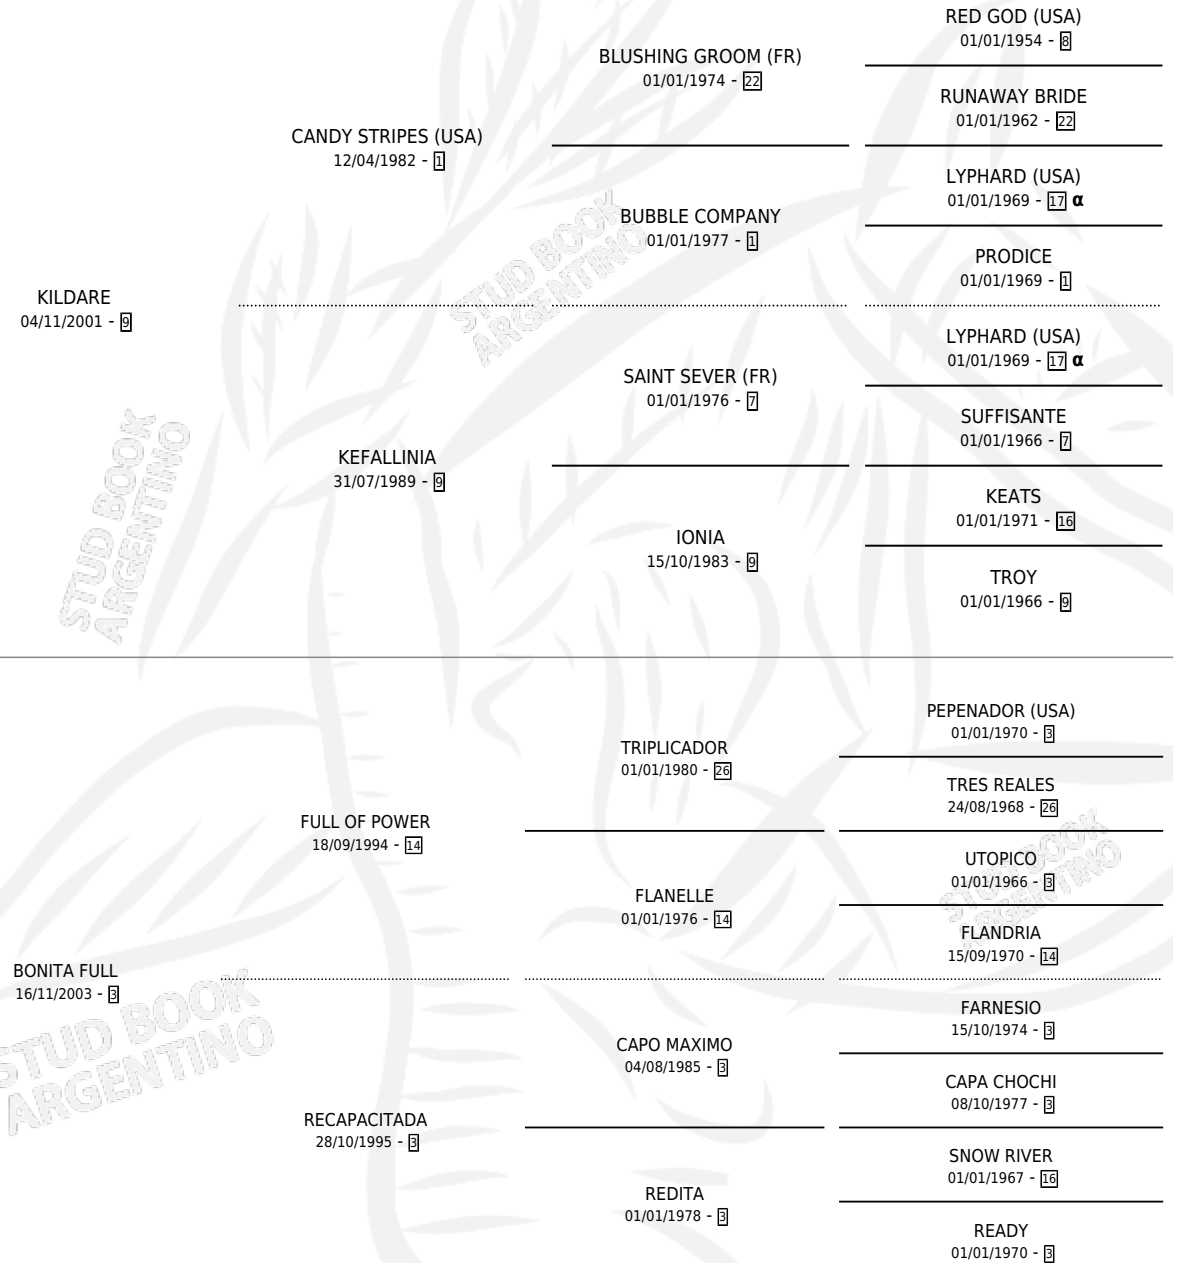 RED GOD (USA)
01/01/1954 - 8
BLUSHING GROOM (FR)
01/01/1974 - 22
RUNAWAY BRIDE
01/01/1962 - 22
CANDY STRIPES (USA)
12/04/1982 - 1
LYPHARD (USA)
01/01/1969 - 17 α
BUBBLE COMPANY
01/01/1977 - 1
PRODICE
01/01/1969 - 1
KILDARE
04/11/2001 - 9
LYPHARD (USA)
01/01/1969 - 17 α
SAINT SEVER (FR)
01/01/1976 - 7
SUFFISANTE
01/01/1966 - 7
KEFALLINIA
31/07/1989 - 9
KEATS
01/01/1971 - 16
IONIA
15/10/1983 - 9
TROY
01/01/1966 - 9
PEPENADOR (USA)
01/01/1970 - 3
TRIPLICADOR
01/01/1980 - 26
TRES REALES
24/08/1968 - 26
FULL OF POWER
18/09/1994 - 14
UTOPICO
01/01/1966 - 3
FLANELLE
01/01/1976 - 14
FLANDRIA
15/09/1970 - 14
BONITA FULL
16/11/2003 - 3
FARNESIO
15/10/1974 - 3
CAPO MAXIMO
04/08/1985 - 3
CAPA CHOCHI
08/10/1977 - 3
RECAPACITADA
28/10/1995 - 3
SNOW RIVER
01/01/1967 - 16
REDITA
01/01/1978 - 3
READY
01/01/1970 - 3
STUD BOOK
ARGENTINO
STUD BOOK
ARGENTINO
STUD BOOK
ARGENTINO
STUD BOOK
ARGENTINO